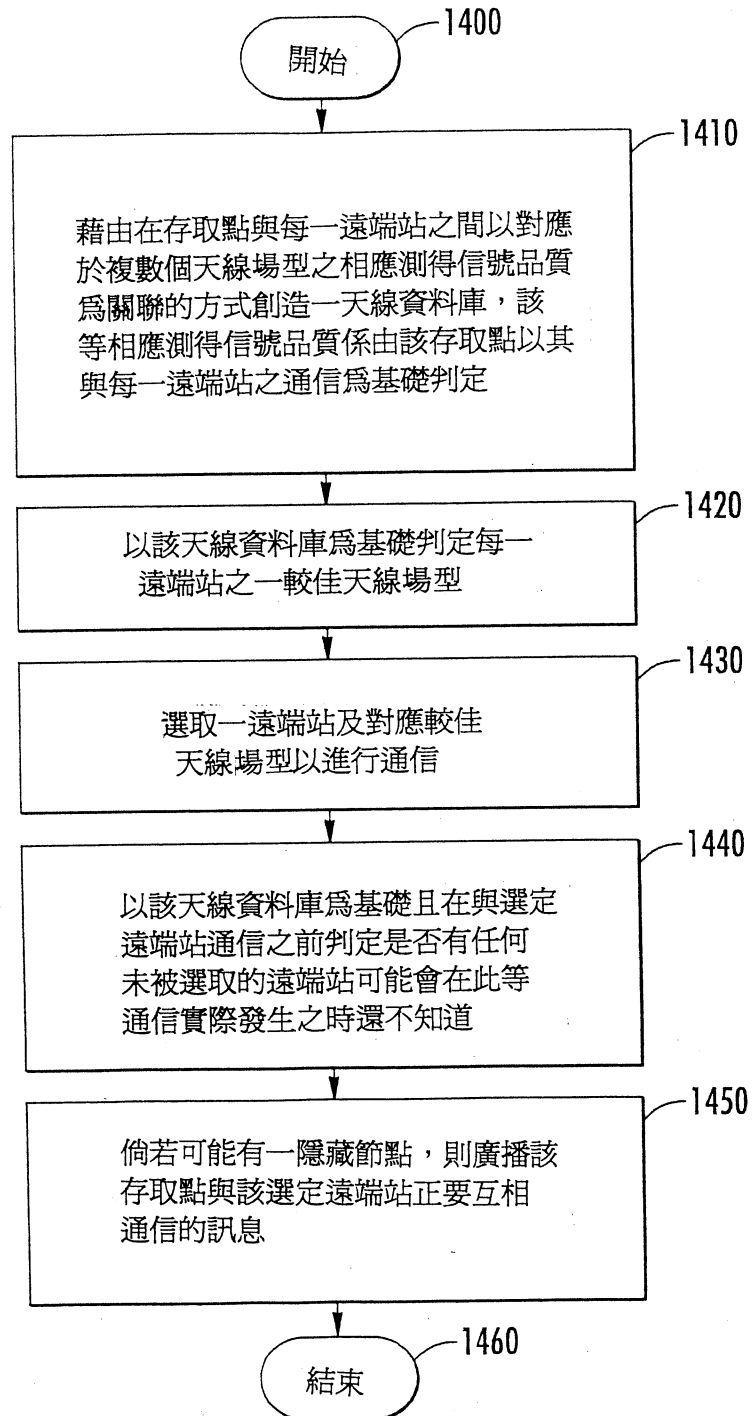 1400
開始
1410
藉由在存取點與每一遠端站之間以對應
於複數個天線場型之相應測得信號品質
爲關聯的方式創造一天線資料庫，該
等相應測得信號品質係由該存取點以其
與每一遠端站之通信爲基礎判定
1420
以該天線資料庫爲基礎判定每一
遠端站之一較佳天線場型
1430
選取一遠端站及對應較佳
天線場型以進行通信
1440
以該天線資料庫爲基礎且在與選定
遠端站通信之前判定是否有任何
未被選取的遠端站可能會在此等
通信實際發生之時還不知道
1450
倘若可能有一隱藏節點，則廣播該
存取點與該選定遠端站正要互相
通信的訊息
1460
結束